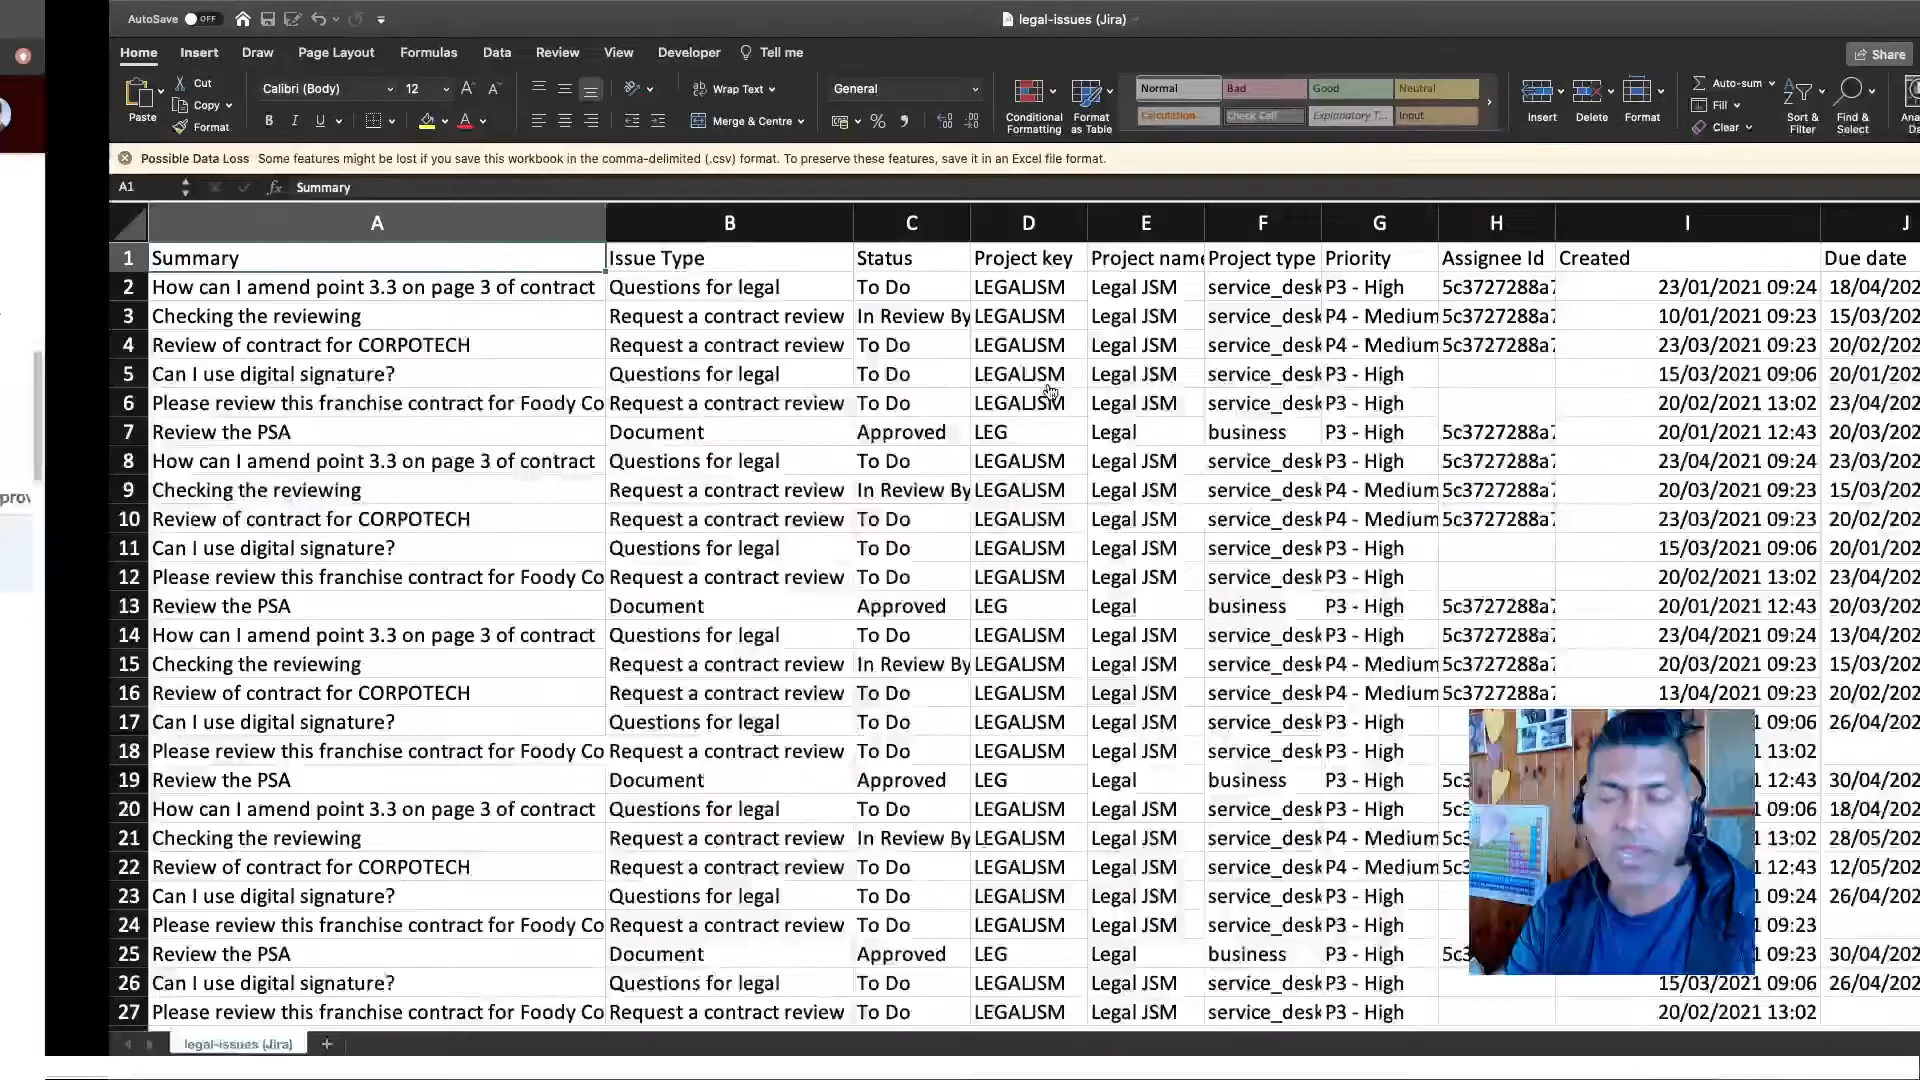 AutoSave OFF legal-issues (Jira)
Home Insert Draw Page Layout Formulas Data Review View Developer Tell me Share
Paste Cut Copy Format
Calibri (Body) 12
B I U
Wrap Text
Merge & Centre
General
Conditional Formatting
Format as Table
Normal Bad Good Neutral
Calculation Check Cell Explanatory T... Input
Insert Delete Format
Auto-sum
Fill
Clear
Sort & Filter
Find & Select
Possible Data Loss Some features might be lost if you save this workbook in the comma-delimited (.csv) format. To preserve these features, save it in an Excel file format.
A1 fx Summary
A B C D E F G H I J
1 Summary Issue Type Status Project key Project name Project type Priority Assignee Id Created Due date
2 How can I amend point 3.3 on page 3 of contract Questions for legal To Do LEGALJSM Legal JSM service_desk P3 - High 5c3727288a7 23/01/2021 09:24 18/04/202
3 Checking the reviewing Request a contract review In Review By LEGALJSM Legal JSM service_desk P4 - Medium 5c3727288a7 10/01/2021 09:23 15/03/202
4 Review of contract for CORPOTECH Request a contract review To Do LEGALJSM Legal JSM service_desk P4 - Medium 5c3727288a7 23/03/2021 09:23 20/02/202
5 Can I use digital signature? Questions for legal To Do LEGALJSM Legal JSM service_desk P3 - High 15/03/2021 09:06 20/01/202
6 Please review this franchise contract for Foody Co Request a contract review To Do LEGALJSM Legal JSM service_desk P3 - High 20/02/2021 13:02 23/04/202
7 Review the PSA Document Approved LEG Legal business P3 - High 5c3727288a7 20/01/2021 12:43 20/03/202
8 How can I amend point 3.3 on page 3 of contract Questions for legal To Do LEGALJSM Legal JSM service_desk P3 - High 5c3727288a7 23/04/2021 09:24 23/03/202
9 Checking the reviewing Request a contract review In Review By LEGALJSM Legal JSM service_desk P4 - Medium 5c3727288a7 20/03/2021 09:23 15/03/202
10 Review of contract for CORPOTECH Request a contract review To Do LEGALJSM Legal JSM service_desk P4 - Medium 5c3727288a7 23/03/2021 09:23 20/02/202
11 Can I use digital signature? Questions for legal To Do LEGALJSM Legal JSM service_desk P3 - High 15/03/2021 09:06 20/01/202
12 Please review this franchise contract for Foody Co Request a contract review To Do LEGALJSM Legal JSM service_desk P3 - High 20/02/2021 13:02 23/04/202
13 Review the PSA Document Approved LEG Legal business P3 - High 5c3727288a7 20/01/2021 12:43 20/03/202
14 How can I amend point 3.3 on page 3 of contract Questions for legal To Do LEGALJSM Legal JSM service_desk P3 - High 5c3727288a7 23/04/2021 09:24 13/04/202
15 Checking the reviewing Request a contract review In Review By LEGALJSM Legal JSM service_desk P4 - Medium 5c3727288a7 20/03/2021 09:23 15/03/202
16 Review of contract for CORPOTECH Request a contract review To Do LEGALJSM Legal JSM service_desk P4 - Medium 5c3727288a7 13/04/2021 09:23 20/02/202
17 Can I use digital signature? Questions for legal To Do LEGALJSM Legal JSM service_desk P3 - High 1 09:06 26/04/202
18 Please review this franchise contract for Foody Co Request a contract review To Do LEGALJSM Legal JSM service_desk P3 - High 1 13:02
19 Review the PSA Document Approved LEG Legal business P3 - High 5c3 1 12:43 30/04/202
20 How can I amend point 3.3 on page 3 of contract Questions for legal To Do LEGALJSM Legal JSM service_desk P3 - High 5c3 1 09:06 18/04/202
21 Checking the reviewing Request a contract review In Review By LEGALJSM Legal JSM service_desk P4 - Medium 5c3 1 13:02 28/05/202
22 Review of contract for CORPOTECH Request a contract review To Do LEGALJSM Legal JSM service_desk P4 - Medium 5c3 1 12:43 12/05/202
23 Can I use digital signature? Questions for legal To Do LEGALJSM Legal JSM service_desk P3 - High 1 09:24 26/04/202
24 Please review this franchise contract for Foody Co Request a contract review To Do LEGALJSM Legal JSM service_desk P3 - High 1 09:23
25 Review the PSA Document Approved LEG Legal business P3 - High 5c3 1 09:23 30/04/202
26 Can I use digital signature? Questions for legal To Do LEGALJSM Legal JSM service_desk P3 - High 15/03/2021 09:06 26/04/202
27 Please review this franchise contract for Foody Co Request a contract review To Do LEGALJSM Legal JSM service_desk P3 - High 20/02/2021 13:02
legal-issues (Jira) +